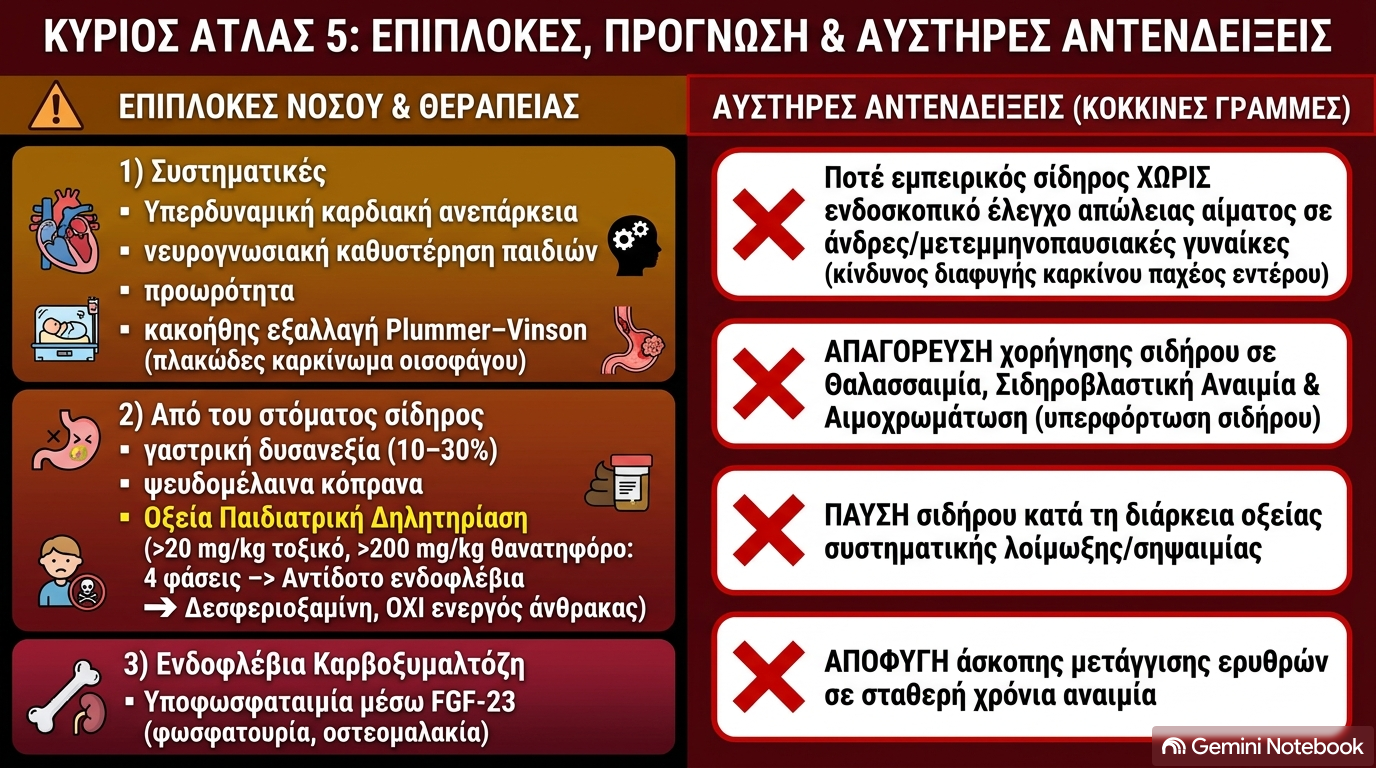 ΚΥΡΙΟΣ ΑΤΛΑΣ 5: ΕΠΙΠΛΟΚΕΣ, ΠΡΟΓΝΩΣΗ & ΑΥΣΤΗΡΕΣ ΑΝΤΕΝΔΕΙΞΕΙΣ
ΕΠΙΠΛΟΚΕΣ ΝΟΣΟΥ & ΘΕΡΑΠΕΙΑΣ
1) Συστηματικές
▪ Υπερδυναμική καρδιακή ανεπάρκεια
▪ νευρογνωσιακή καθυστέρηση παιδιών
▪ προωρότητα
▪ κακοήθης εξαλλαγή Plummer–Vinson
(πλακώδες καρκίνωμα οισοφάγου)
2) Από του στόματος σίδηρος
▪ γαστρική δυσανεξία (10–30%)
▪ ψευδομέλαινα κόπρανα
▪ Οξεία Παιδιατρική Δηλητηρίαση
(>20 mg/kg τοξικό, >200 mg/kg θανατηφόρο:
4 φάσεις –> Αντίδοτο ενδοφλέβια
➔ Δεσφεριοξαμίνη, ΟΧΙ ενεργός άνθρακας)
3) Ενδοφλέβια Καρβοξυμαλτόζη
▪ Υποφωσφαταιμία μέσω FGF-23
(φωσφατουρία, οστεομαλακία)
ΑΥΣΤΗΡΕΣ ΑΝΤΕΝΔΕΙΞΕΙΣ (ΚΟΚΚΙΝΕΣ ΓΡΑΜΜΕΣ)
Ποτέ εμπειρικός σίδηρος ΧΩΡΙΣ
ενδοσκοπικό έλεγχο απώλειας αίματος σε
άνδρες/μετεμμηνοπαυσιακές γυναίκες
(κίνδυνος διαφυγής καρκίνου παχέος εντέρου)
ΑΠΑΓΟΡΕΥΣΗ χορήγησης σιδήρου σε
Θαλασσαιμία, Σιδηροβλαστική Αναιμία &
Αιμοχρωμάτωση (υπερφόρτωση σιδήρου)
ΠΑΥΣΗ σιδήρου κατά τη διάρκεια οξείας
συστηματικής λοίμωξης/σηψαιμίας
ΑΠΟΦΥΓΗ άσκοπης μετάγγισης ερυθρών
σε σταθερή χρόνια αναιμία
Gemini Notebook